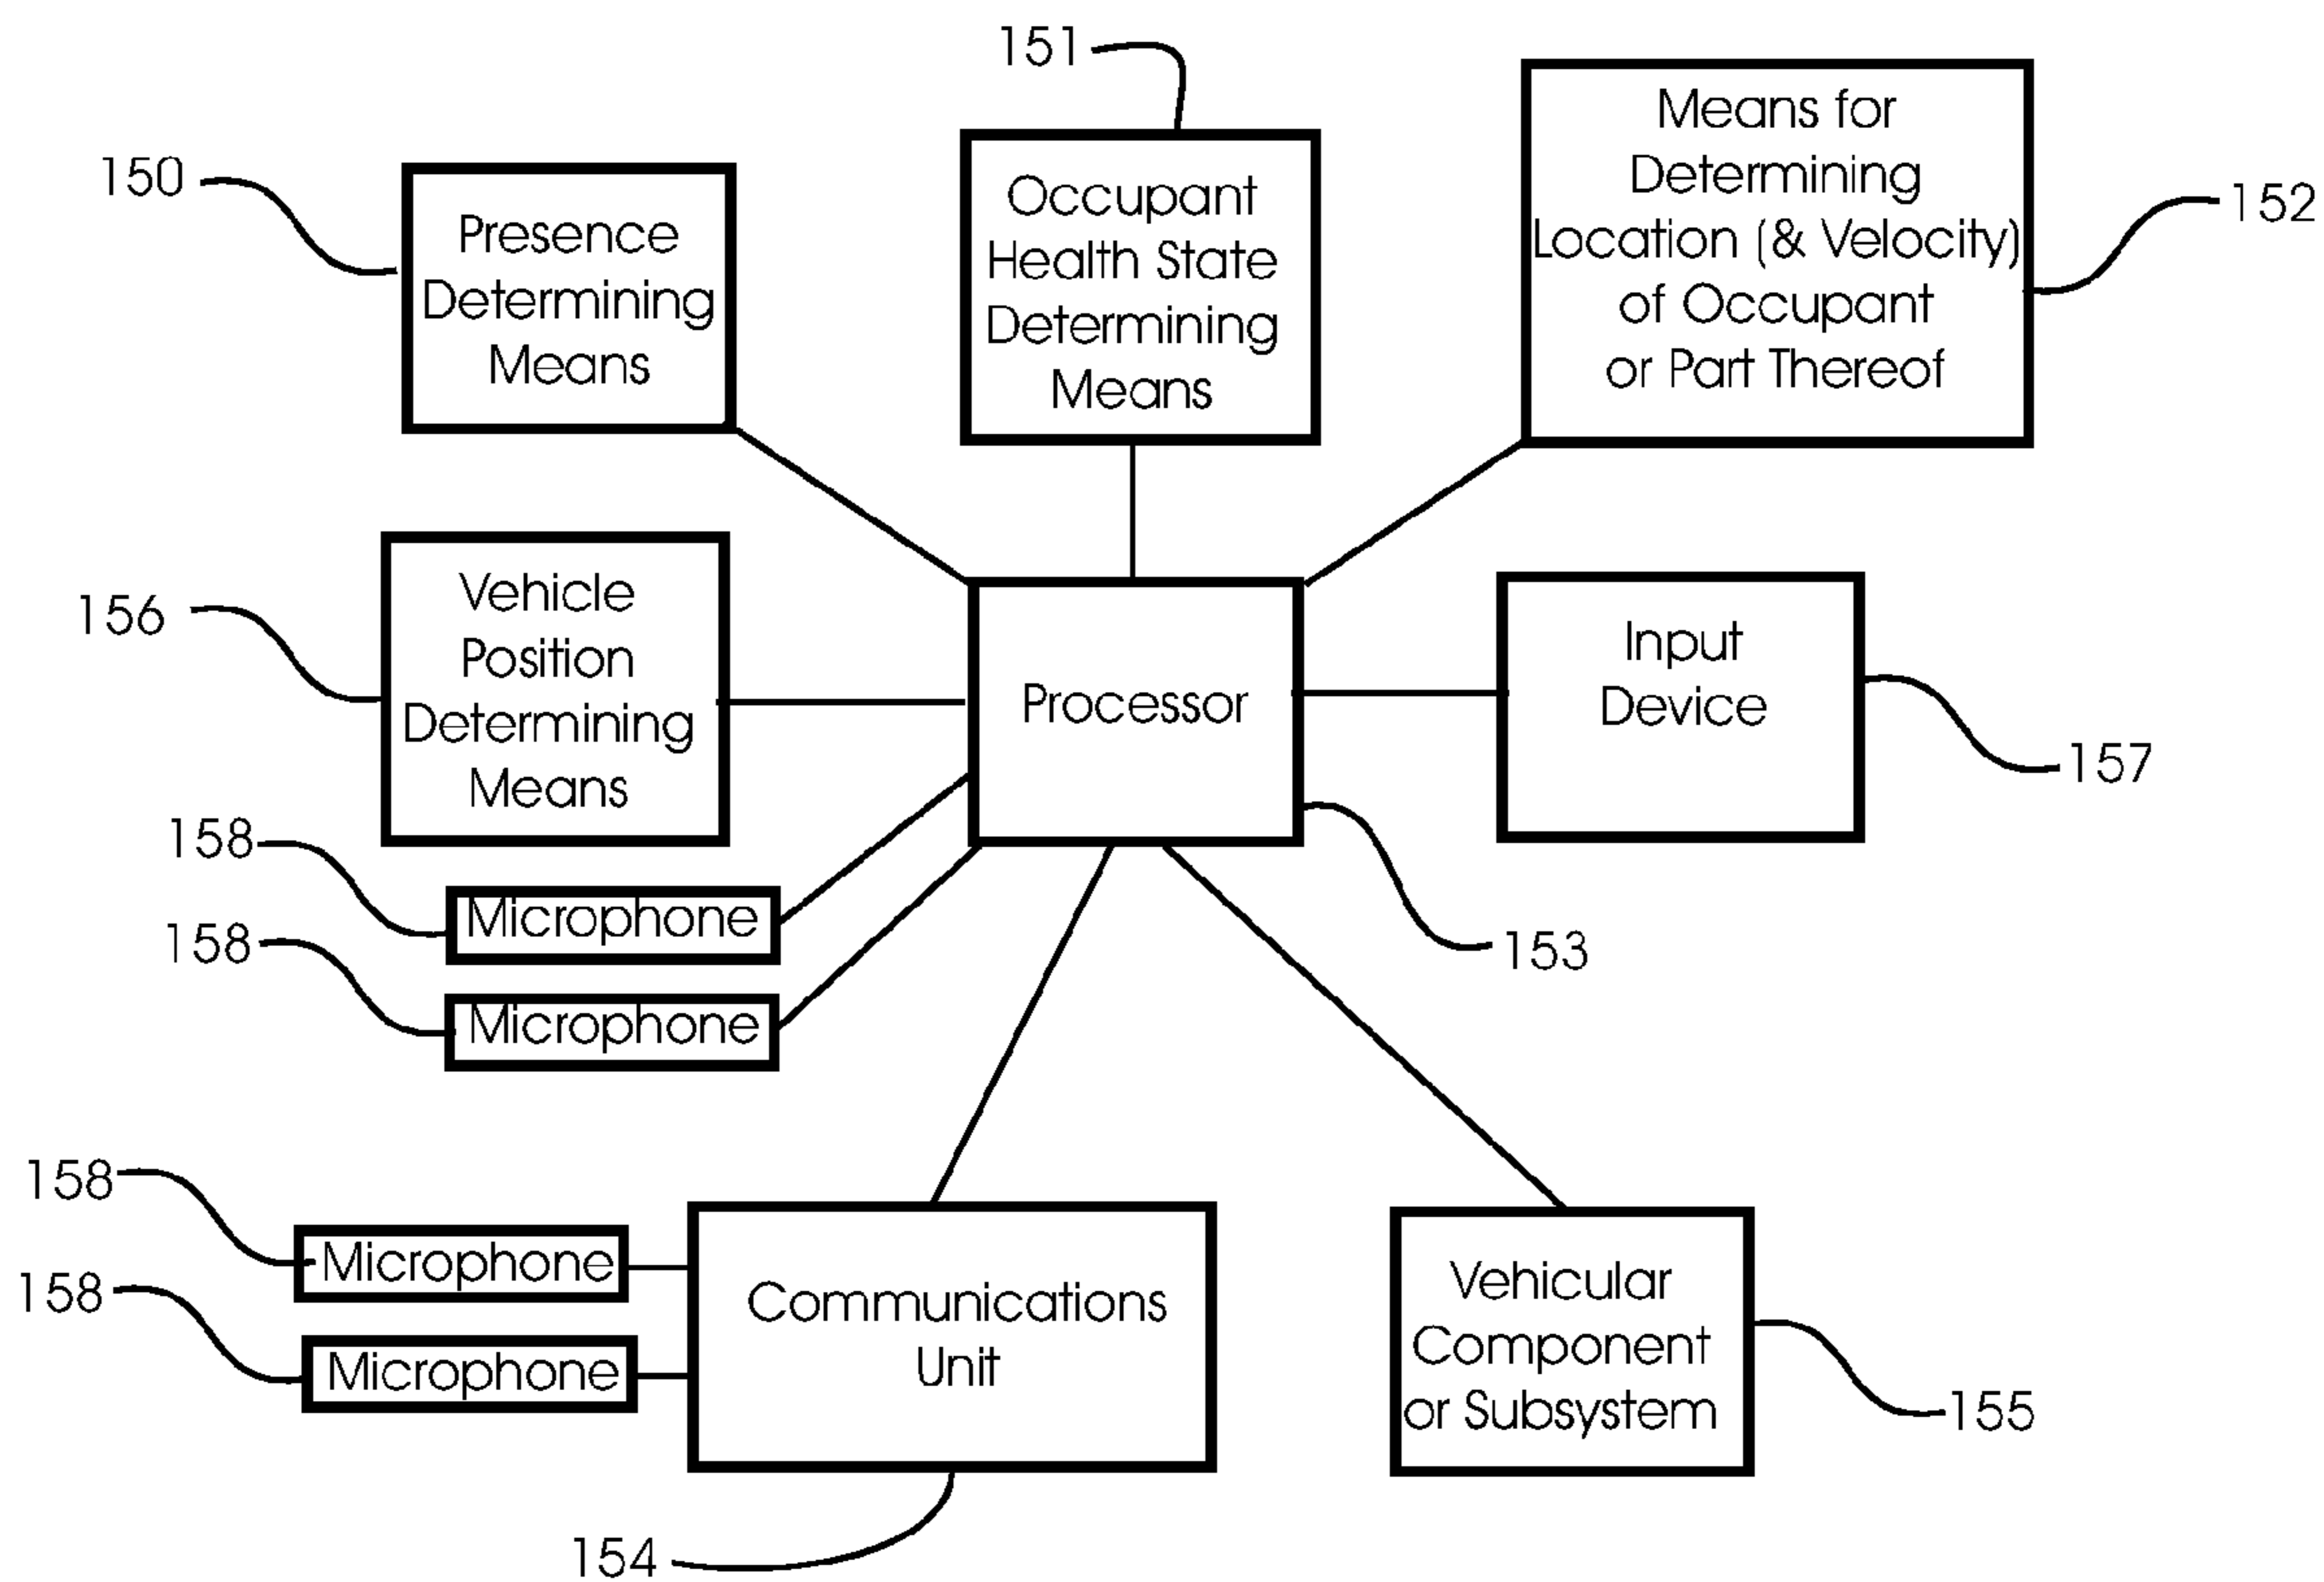 151
150
Presence
Determining
Means
Occupant
Health State
Determining
Means
Means for
Determining
Location (& Velocity)
of Occupant
or Part Thereof
152
156
Vehicle
Position
Determining
Means
Processor
Input
Device
157
158
Microphone
158
Microphone
153
158
Microphone
158
Microphone
Communications
Unit
Vehicular
Component
or Subsystem
155
154